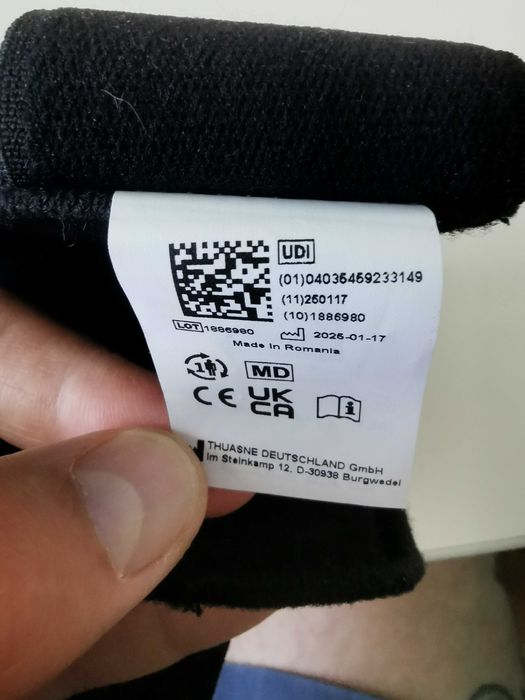 UDI
(01)04035459233149
(11)250117
(10)1886980
LOT 1886980 2025-01-17
Made in Romania
1 MD
CE UK CA i
THUASNE DEUTSCHLAND GmbH
Im Steinkamp 12, D-30938 Burgwedel